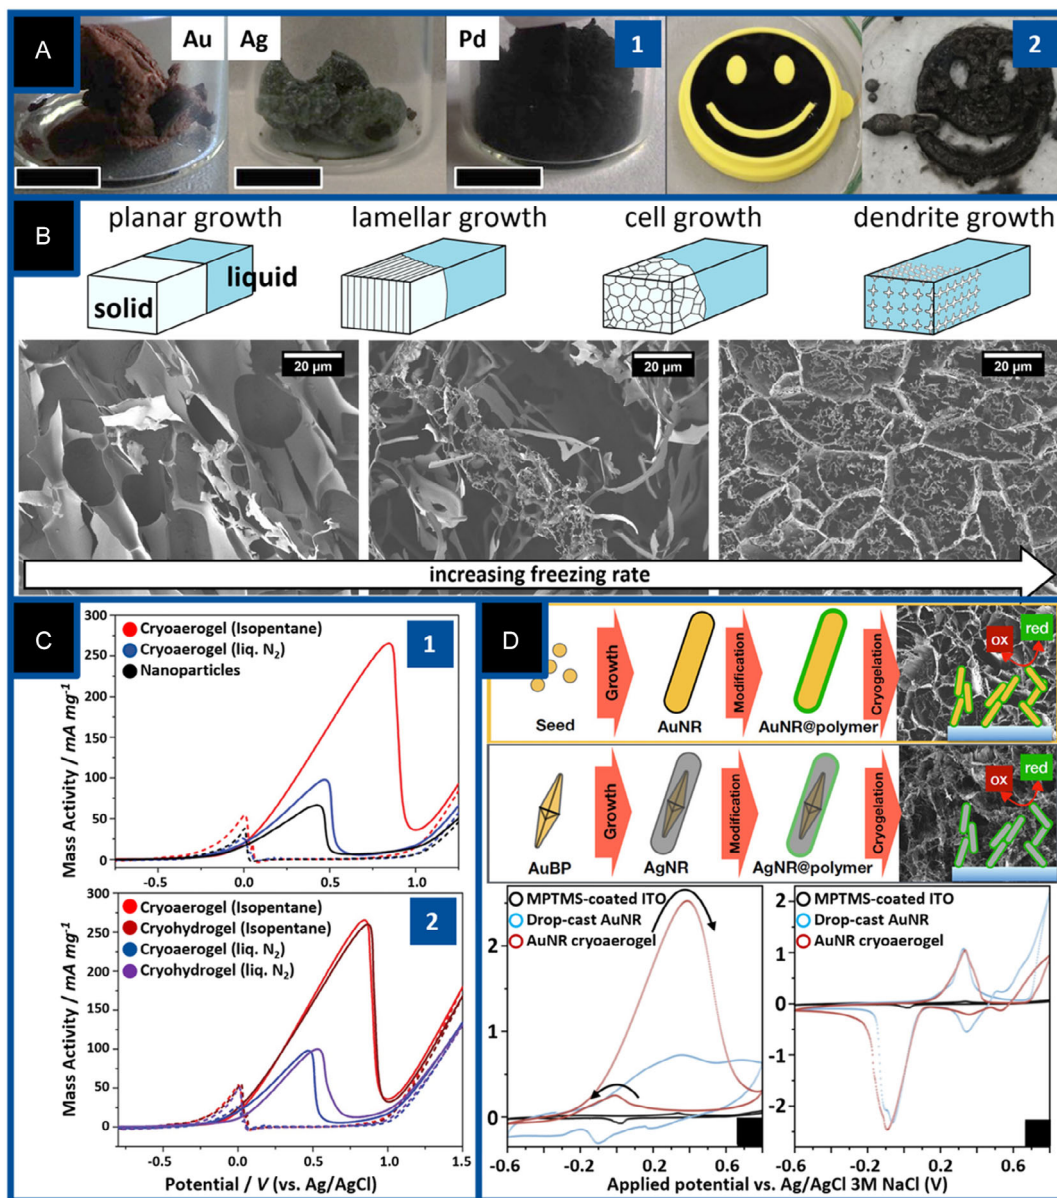 A
Au
Ag
Pd
1
2
B
planar growth
lamellar growth
cell growth
dendrite growth
solid
liquid
20 µm
20 µm
20 µm
increasing freezing rate
C
1
Cryoaerogel (Isopentane)
Cryoaerogel (liq. N₂)
Nanoparticles
Mass Activity / mA mg⁻¹
300
250
200
150
100
50
0
-0.5
0.0
0.5
1.0
2
Cryoaerogel (Isopentane)
Cryohydrogel (Isopentane)
Cryoaerogel (liq. N₂)
Cryohydrogel (liq. N₂)
Mass Activity / mA mg⁻¹
300
250
200
150
100
50
0
-0.5
0.0
0.5
1.0
1.5
Potential / V (vs. Ag/AgCl)
D
Seed
Growth
AuNR
Modification
AuNR@polymer
Cryogelation
ox
red
AuBP
Growth
AgNR
Modification
AgNR@polymer
Cryogelation
ox
red
MPTMS-coated ITO
Drop-cast AuNR
AuNR cryoaerogel
2
1
0
-0.6
-0.2
0.2
0.6
MPTMS-coated ITO
Drop-cast AuNR
AuNR cryoaerogel
2
1
0
-1
-2
-0.6
-0.2
0.2
0.6
Applied potential vs. Ag/AgCl 3M NaCl (V)